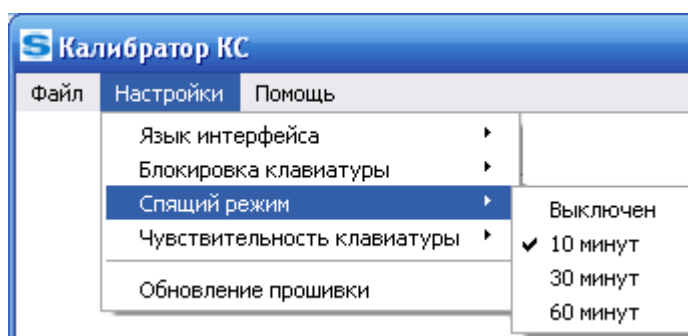 S Калибратор КС
Файл Настройки Помощь
Язык интерфейса
Блокировка клавиатуры
Спящий режим
Чувствительность клавиатуры
Обновление прошивки
Выключен
10 минут
30 минут
60 минут